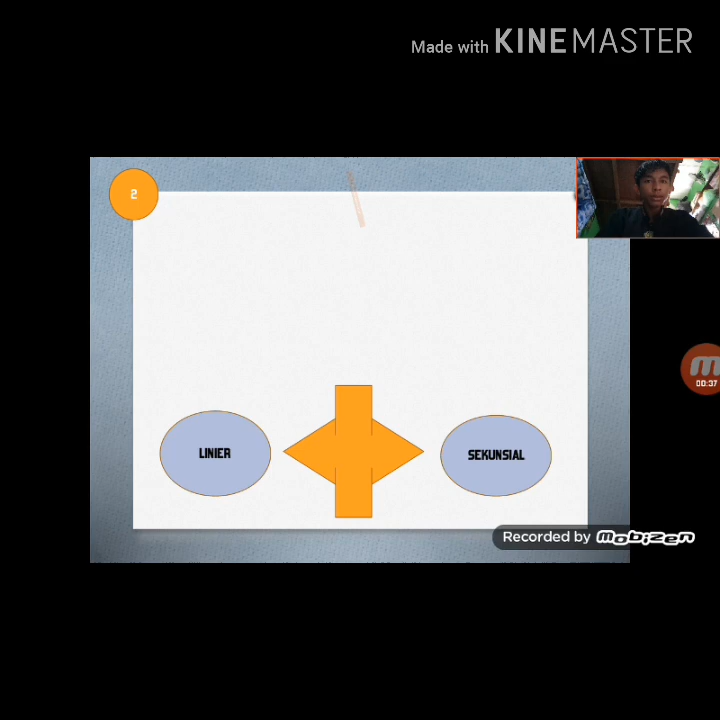 Made with KINEMASTER
2
00:37
LINIER
SEKUNSIAL
Recorded by mobizen